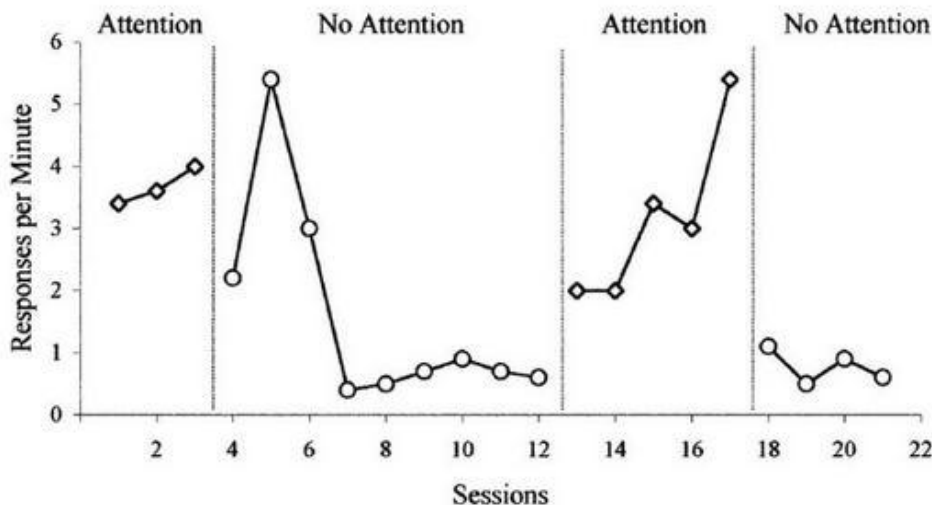 Attention No Attention Attention No Attention
6
5
4
3
2
1
0
Responses per Minute
2 4 6 8 10 12 14 16 18 20 22
Sessions